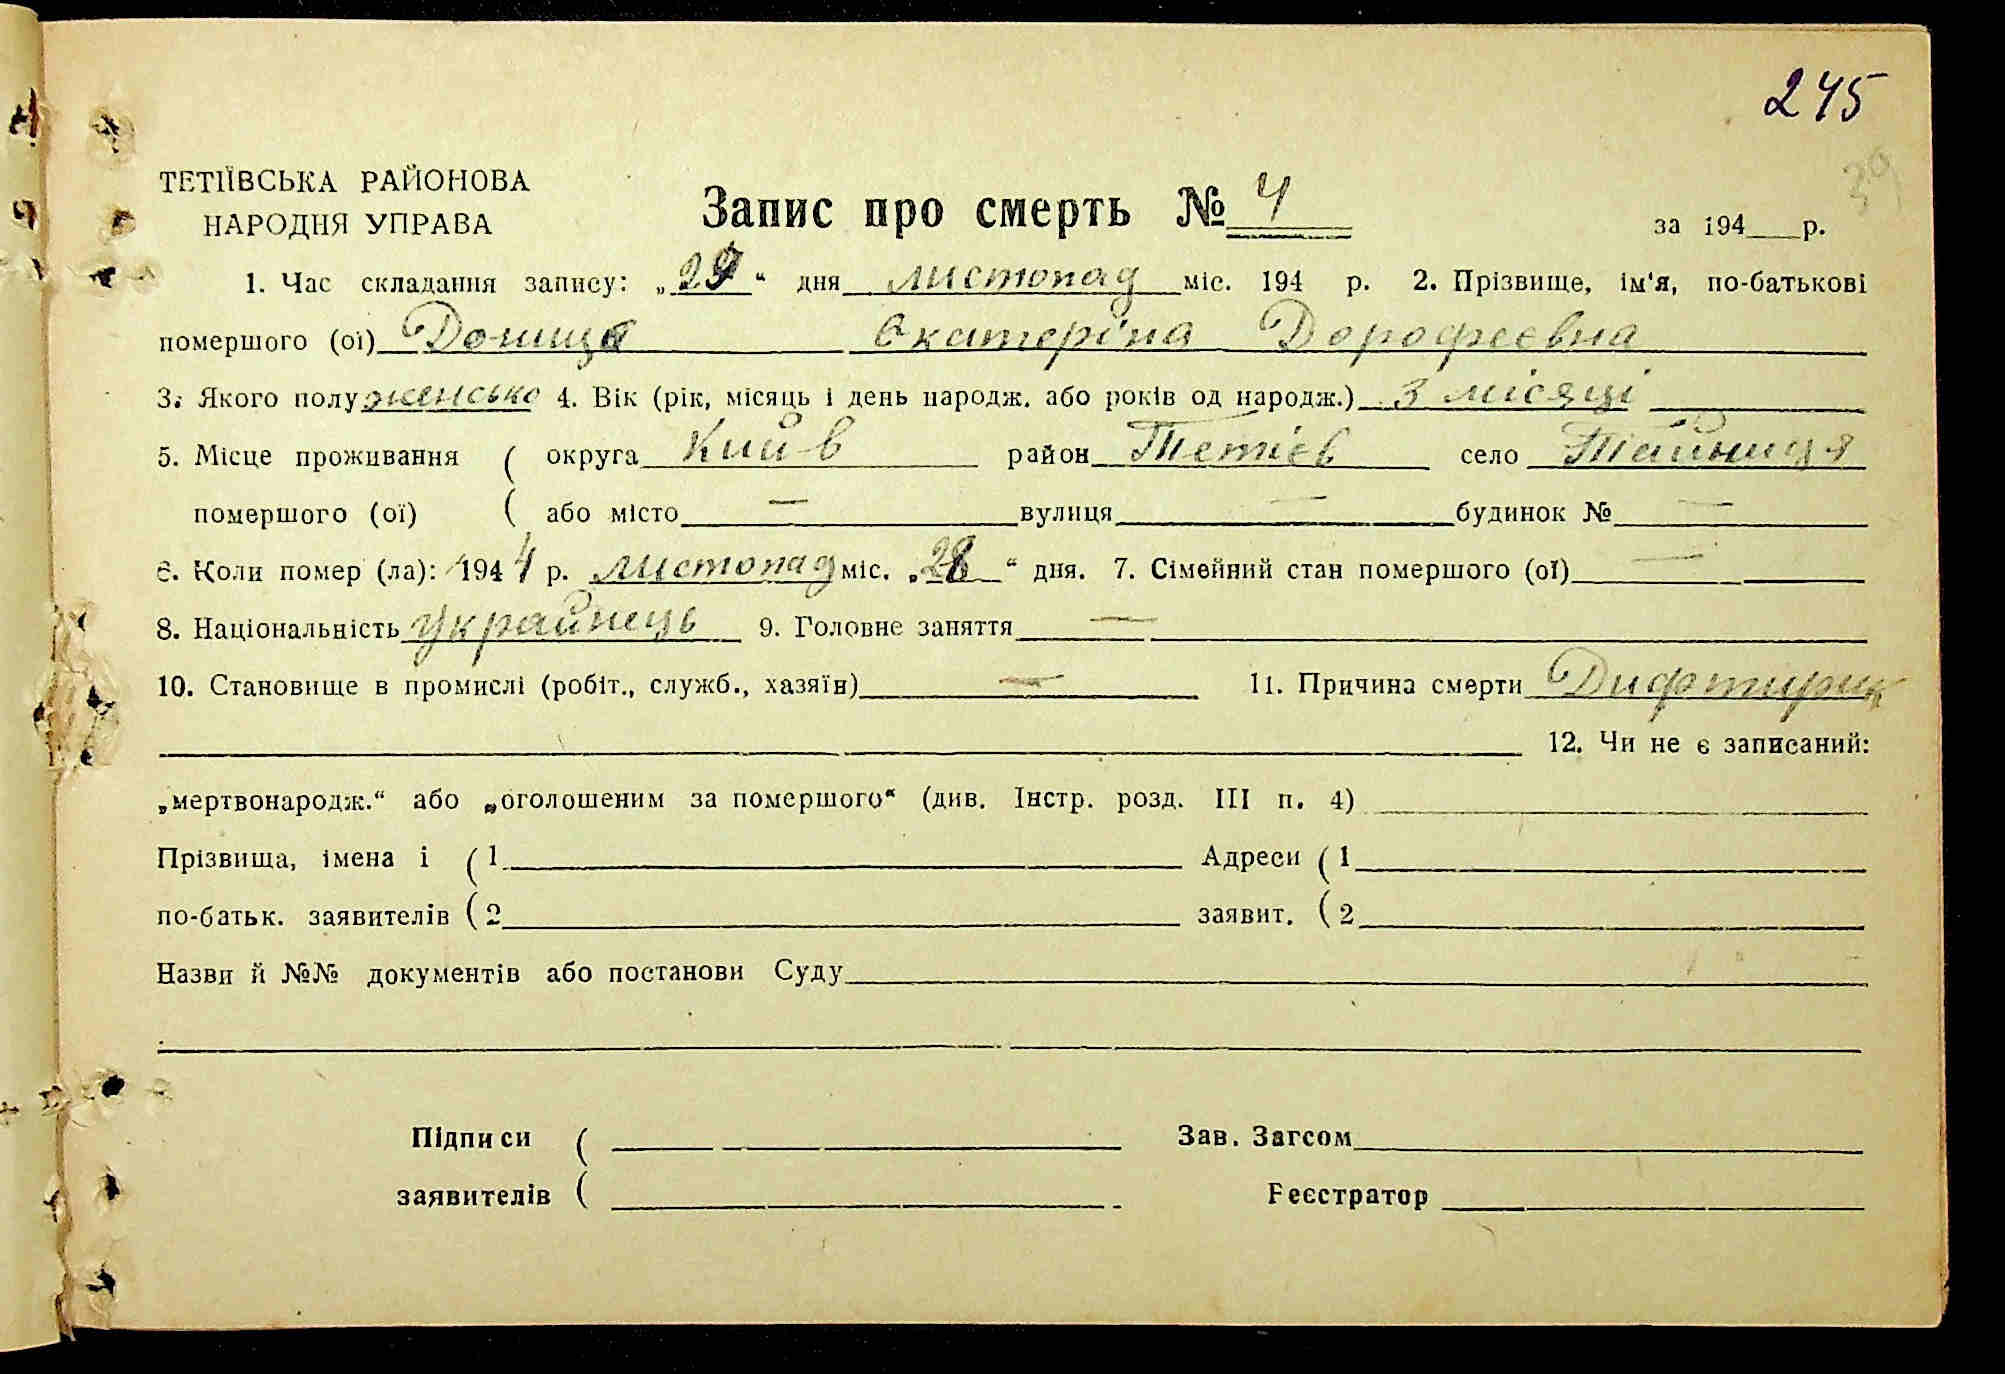 245
39
ТЕТІЇВСЬКА РАЙОНОВА
НАРОДНЯ УПРАВА
Запис про смерть № 4
за 194___р.
1. Час складання запису: „29“ дня листопад міс. 194 р. 2. Прізвище, ім'я, по-батькові
помершого (ої) Екатеріна Дорофеевна
3. Якого полу женсько 4. Вік (рік, місяць і день народж. або років од народж.) 3 місяці
5. Місце проживання ( округа Київ район Тетієв село Тайниця
помершого (ої) ( або місто — вулиця — будинок № —
6. Коли помер (ла): 1944 р. листопад міс. „28“ дня. 7. Сімейний стан помершого (ої) —
8. Національність Українець 9. Головне заняття —
10. Становище в промислі (робіт., служб., хазяїн) — 11. Причина смерти Дифтирик
12. Чи не є записаний:
„мертвонародж.“ або „оголошеним за помершого“ (див. Інстр. розд. III п. 4)
Прізвища, імена і ( 1 Адреси ( 1
по-батьк. заявителів ( 2 заявит. ( 2
Назви й №№ документів або постанови Суду
Підписи ( Зав. Загсом
заявителів ( Реєстратор